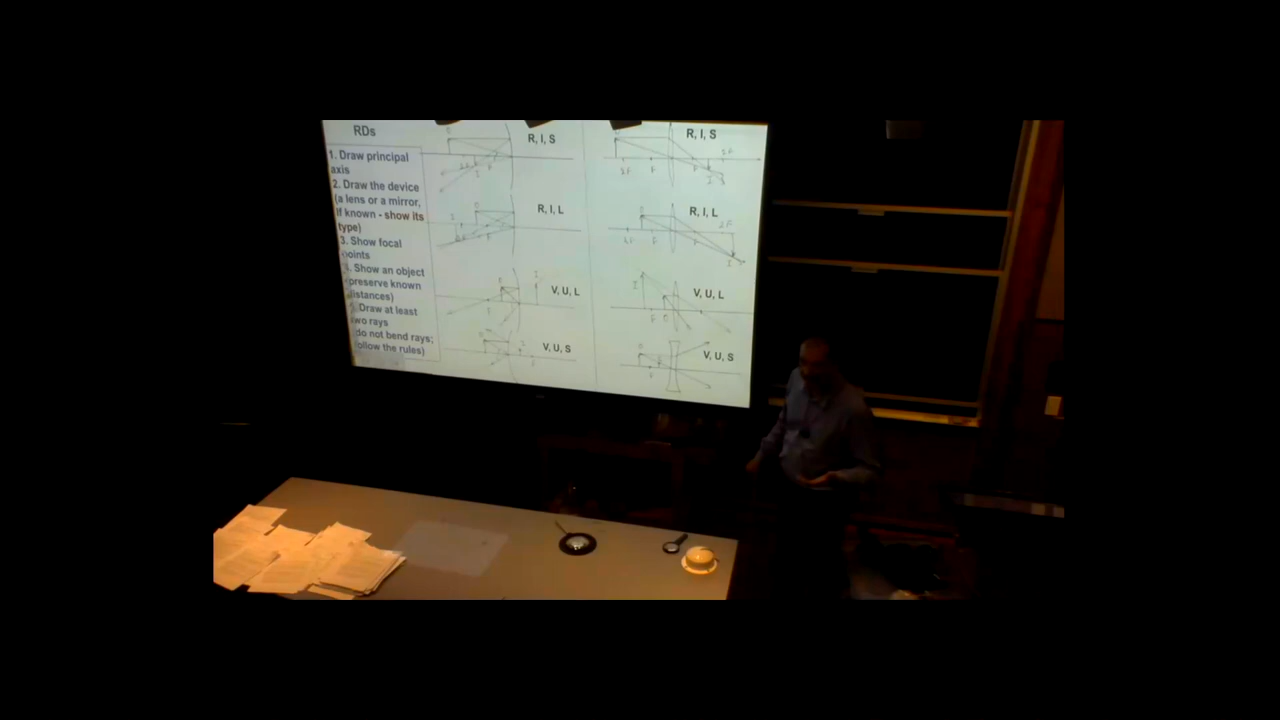 RDs
1. Draw principal
axis
2. Draw the device
(a lens or a mirror,
If known - show its
type)
3. Show focal
points
4. Show an object
preserve known
distances)
5. Draw at least
two rays
do not bend rays;
follow the rules)
R, I, S
R, I, L
V, U, L
V, U, S
R, I, S
R, I, L
V, U, L
V, U, S